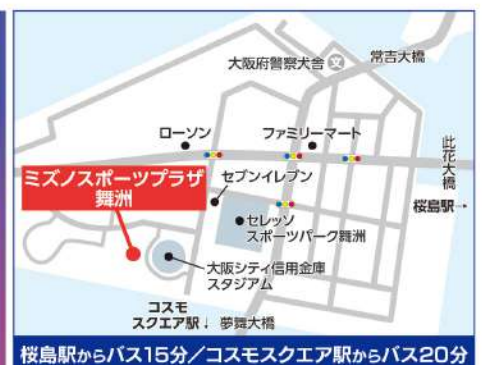 大阪府警察犬舎
文
常吉大橋
ローソン
ファミリーマート
此花大橋
ミズノスポーツプラザ
舞洲
セブンイレブン
桜島駅→
セレッソ
スポーツパーク舞洲
大阪シティ信用金庫
スタジアム
コスモ
スクエア駅↓
夢舞大橋
桜島駅からバス15分/コスモスクエア駅からバス20分